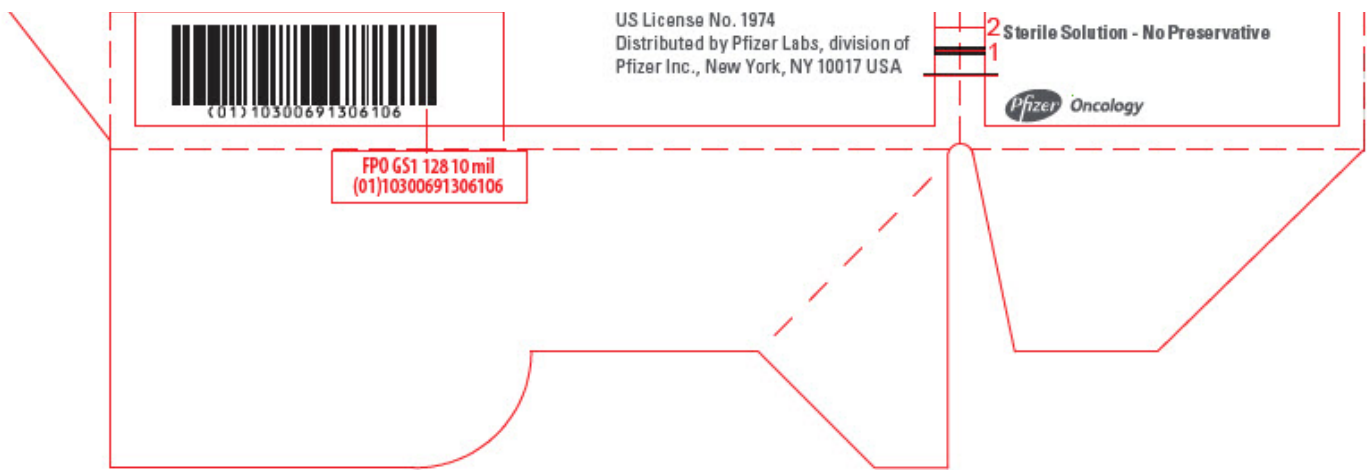 (01)10300691306106
FPO GS1 128 10 mil
(01)10300691306106
US License No. 1974
Distributed by Pfizer Labs, division of
Pfizer Inc., New York, NY 10017 USA
2
1
Sterile Solution - No Preservative
Pfizer Oncology